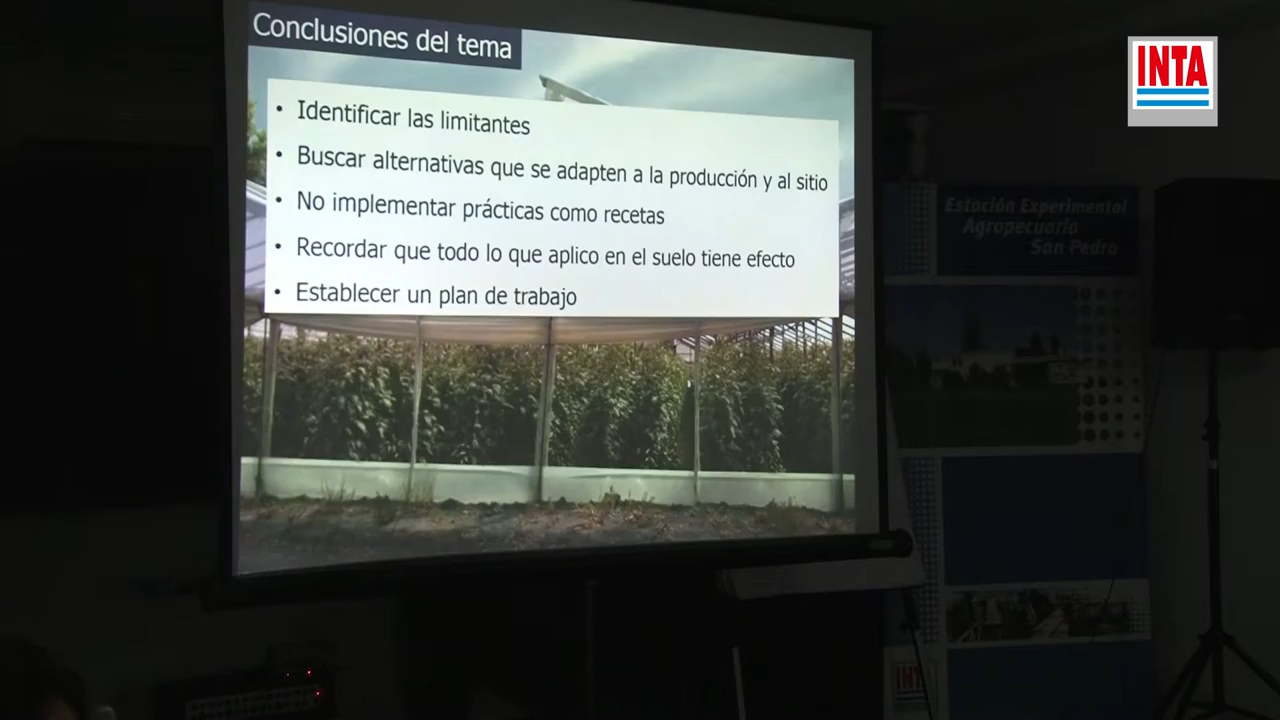 Conclusiones del tema
• Identificar las limitantes
• Buscar alternativas que se adapten a la producción y al sitio
• No implementar prácticas como recetas
• Recordar que todo lo que aplico en el suelo tiene efecto
• Establecer un plan de trabajo
INTA
Estación Experimental
Agropecuaria
San Pedro
INTA